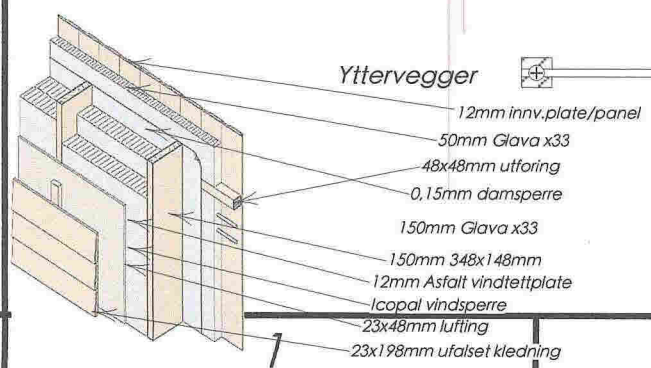 Yttervegger
12mm innv.plate/panel
50mm Glava x33
48x48mm utforing
0,15mm damsperre
150mm Glava x33
150mm 348x148mm
12mm Asfalt vindtettplate
Icopal vindsperre
23x48mm lufting
23x198mm ufalset kledning
1